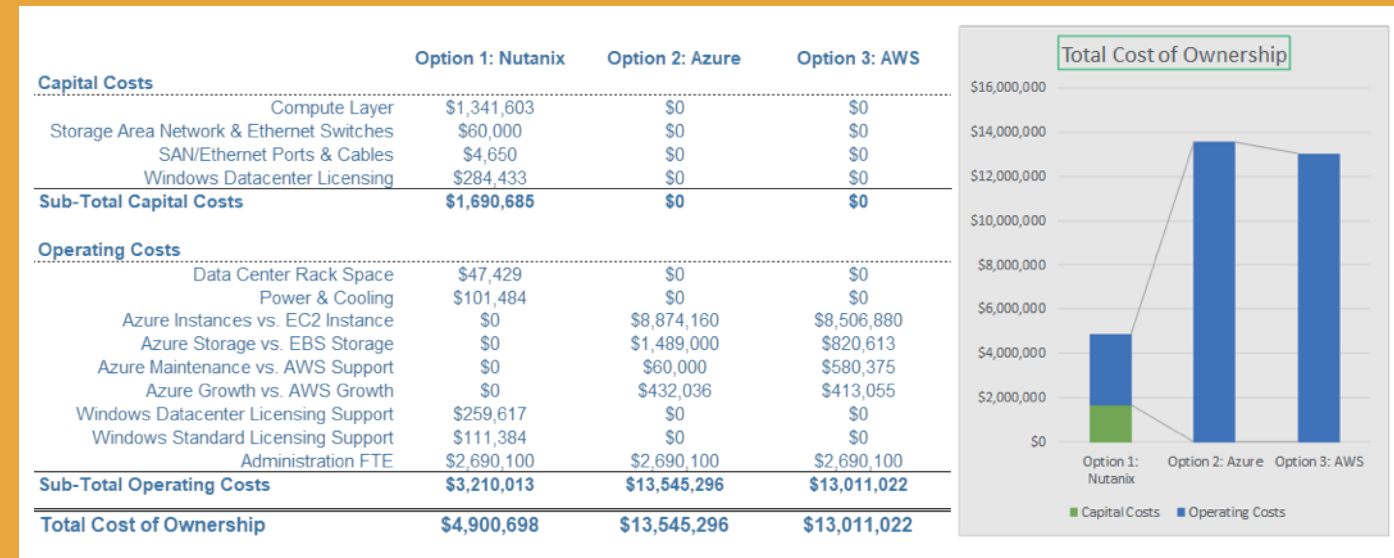 Option 1: Nutanix Option 2: Azure Option 3: AWS
Capital Costs
Compute Layer $1,341,603 $0 $0
Storage Area Network & Ethernet Switches $60,000 $0 $0
SAN/Ethernet Ports & Cables $4,650 $0 $0
Windows Datacenter Licensing $284,433 $0 $0
Sub-Total Capital Costs $1,690,685 $0 $0
Operating Costs
Data Center Rack Space $47,429 $0 $0
Power & Cooling $101,484 $0 $0
Azure Instances vs. EC2 Instance $0 $8,874,160 $8,506,880
Azure Storage vs. EBS Storage $0 $1,489,000 $820,613
Azure Maintenance vs. AWS Support $0 $60,000 $580,375
Azure Growth vs. AWS Growth $0 $432,036 $413,055
Windows Datacenter Licensing Support $259,617 $0 $0
Windows Standard Licensing Support $111,384 $0 $0
Administration FTE $2,690,100 $2,690,100 $2,690,100
Sub-Total Operating Costs $3,210,013 $13,545,296 $13,011,022
Total Cost of Ownership $4,900,698 $13,545,296 $13,011,022
Total Cost of Ownership
$16,000,000
$14,000,000
$12,000,000
$10,000,000
$8,000,000
$6,000,000
$4,000,000
$2,000,000
$0
Option 1: Option 2: Azure Option 3: AWS
Nutanix
Capital Costs Operating Costs